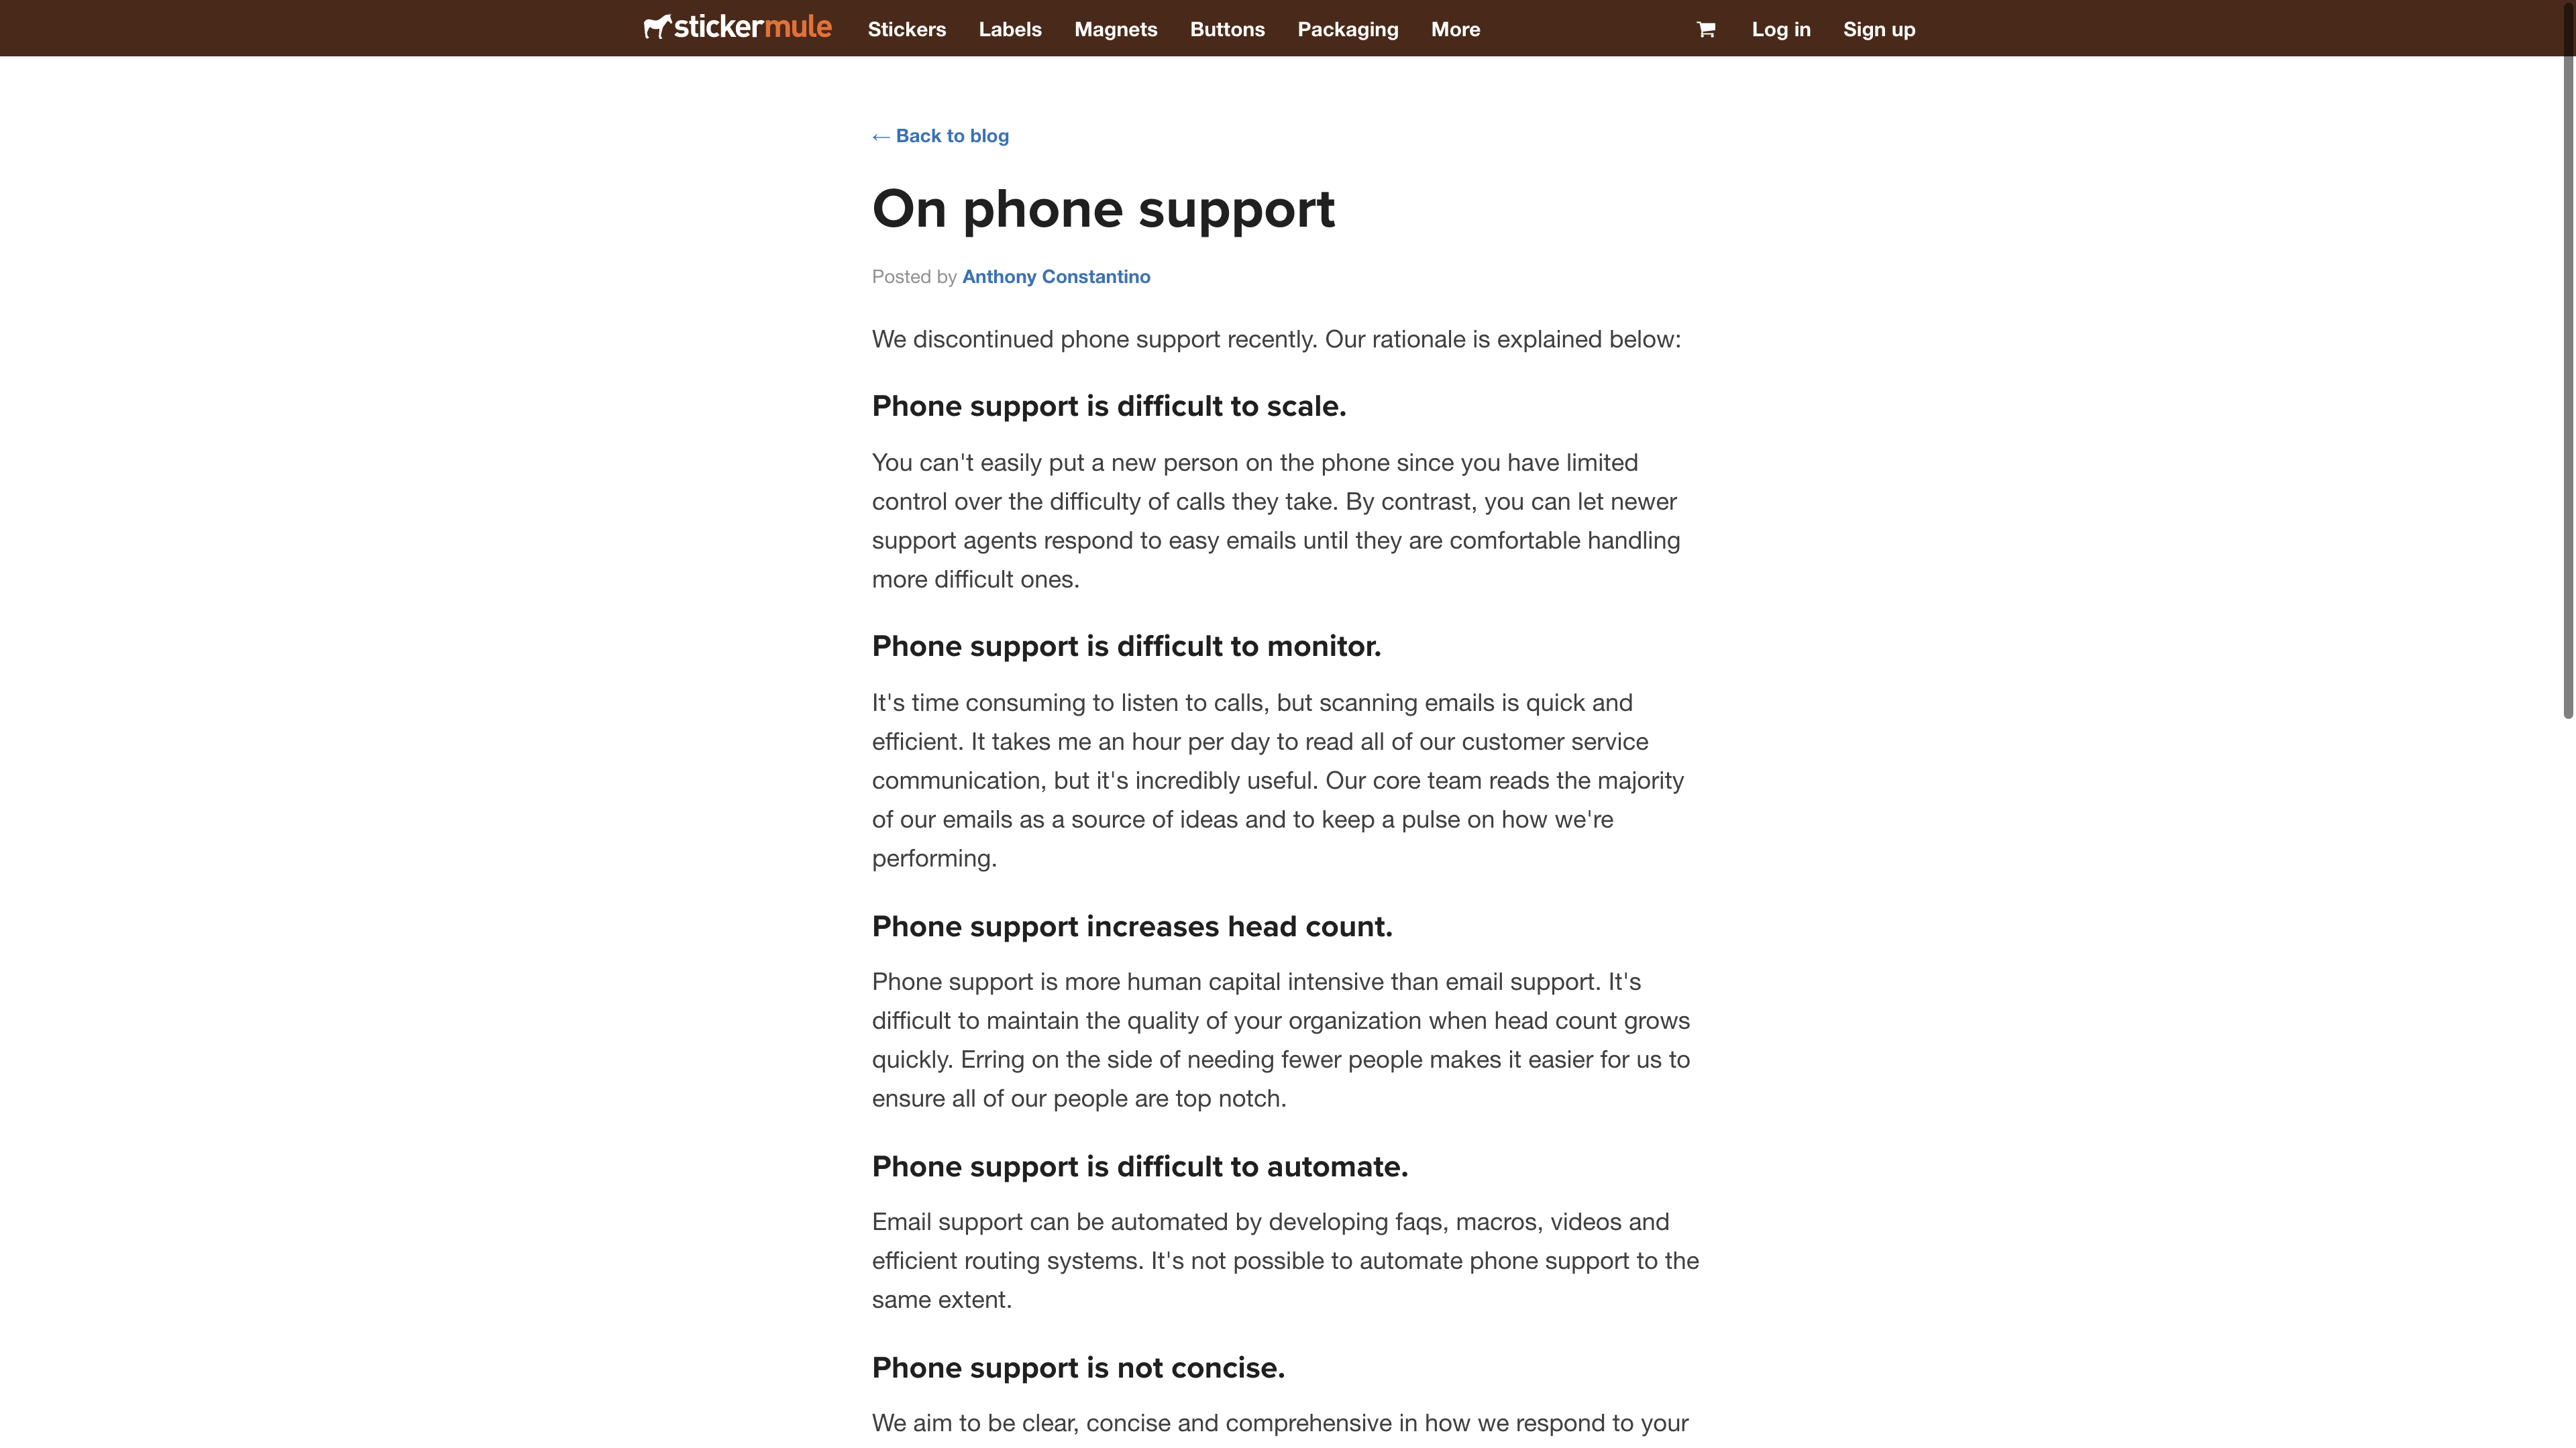 stickermule Stickers Labels Magnets Buttons Packaging More Log in Sign up
← Back to blog
On phone support
Posted by Anthony Constantino
We discontinued phone support recently. Our rationale is explained below:
Phone support is difficult to scale.
You can't easily put a new person on the phone since you have limited
control over the difficulty of calls they take. By contrast, you can let newer
support agents respond to easy emails until they are comfortable handling
more difficult ones.
Phone support is difficult to monitor.
It's time consuming to listen to calls, but scanning emails is quick and
efficient. It takes me an hour per day to read all of our customer service
communication, but it's incredibly useful. Our core team reads the majority
of our emails as a source of ideas and to keep a pulse on how we're
performing.
Phone support increases head count.
Phone support is more human capital intensive than email support. It's
difficult to maintain the quality of your organization when head count grows
quickly. Erring on the side of needing fewer people makes it easier for us to
ensure all of our people are top notch.
Phone support is difficult to automate.
Email support can be automated by developing faqs, macros, videos and
efficient routing systems. It's not possible to automate phone support to the
same extent.
Phone support is not concise.
We aim to be clear, concise and comprehensive in how we respond to your